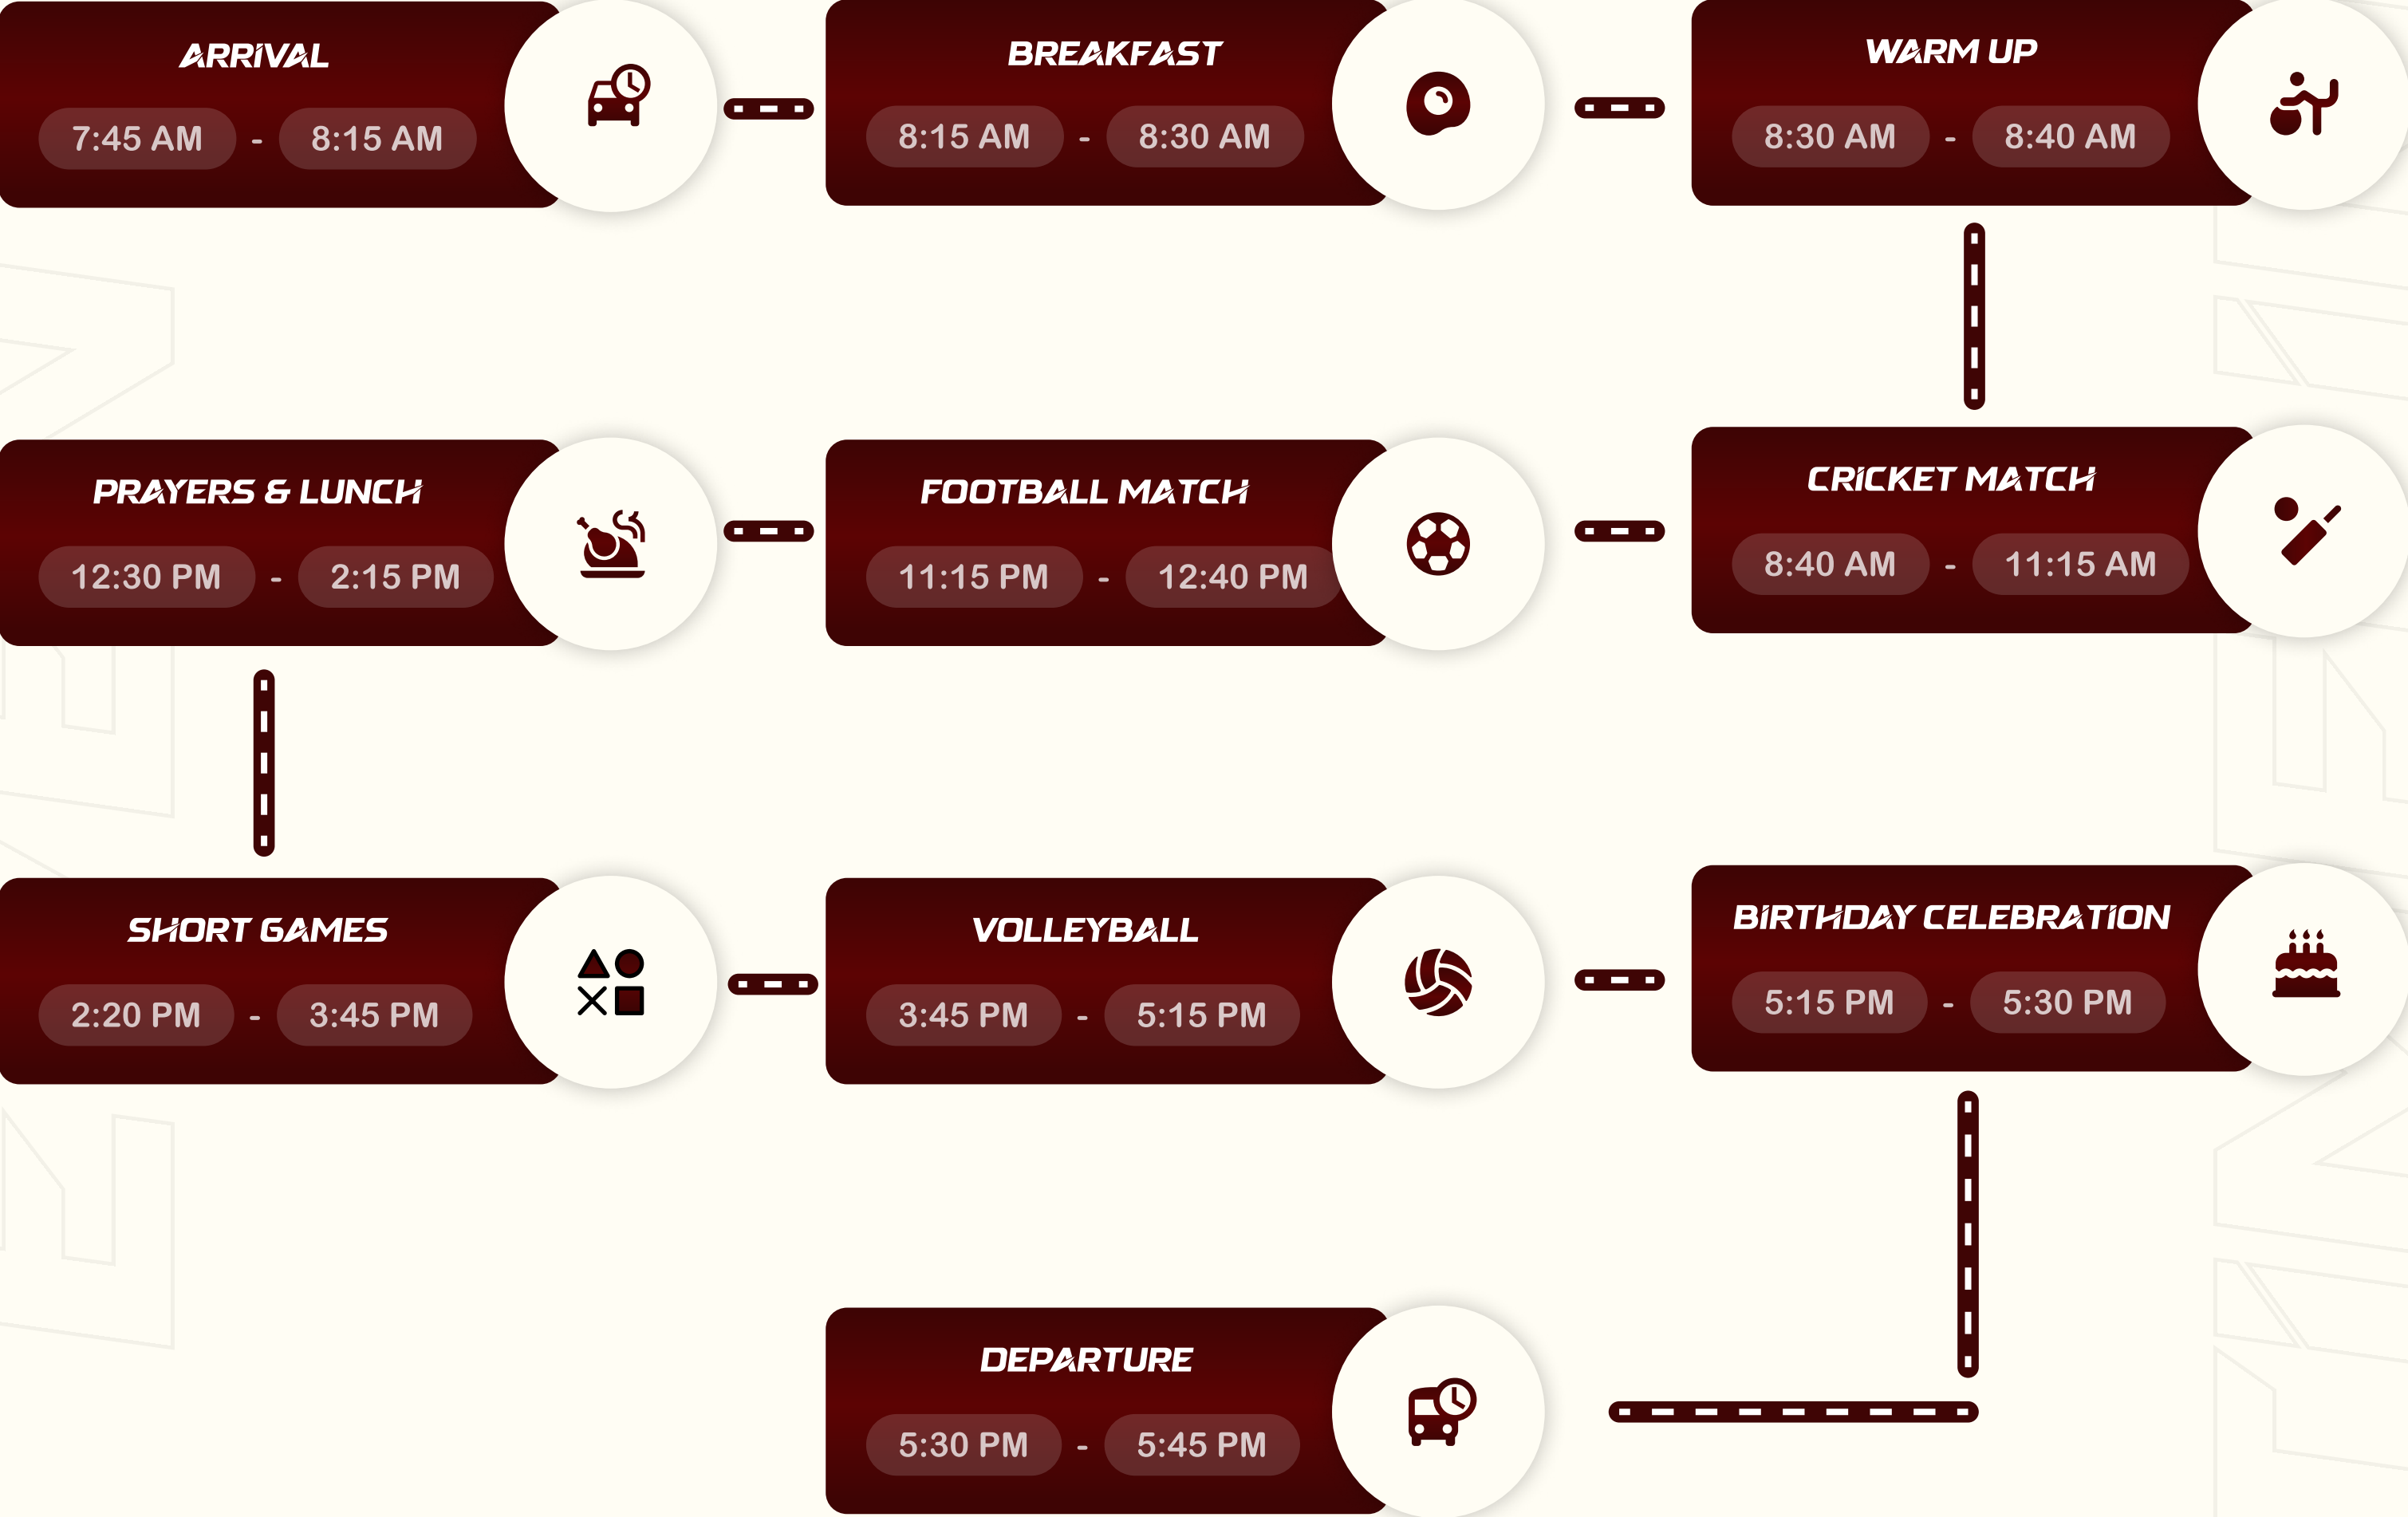 ARRIVAL
7:45 AM - 8:15 AM
BREAKFAST
8:15 AM - 8:30 AM
WARM UP
8:30 AM - 8:40 AM
PRAYERS & LUNCH
12:30 PM - 2:15 PM
FOOTBALL MATCH
11:15 PM - 12:40 PM
CRICKET MATCH
8:40 AM - 11:15 AM
SHORT GAMES
2:20 PM - 3:45 PM
VOLLEYBALL
3:45 PM - 5:15 PM
BIRTHDAY CELEBRATION
5:15 PM - 5:30 PM
DEPARTURE
5:30 PM - 5:45 PM